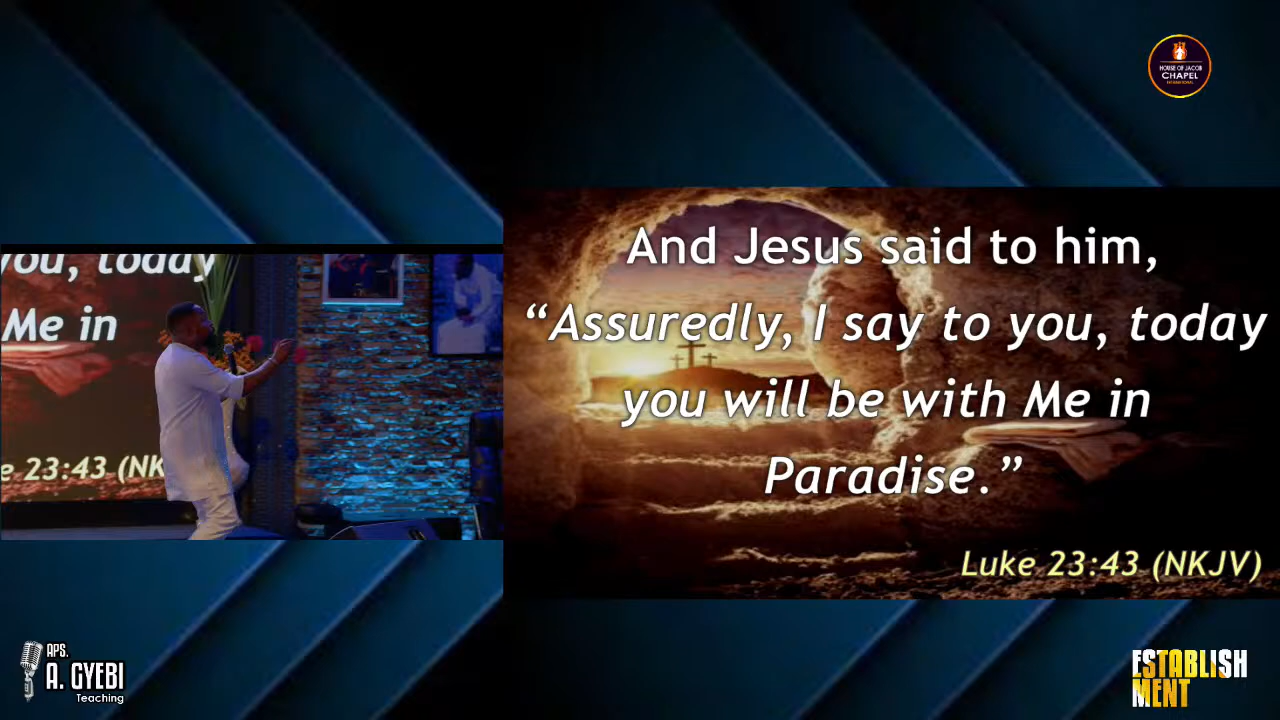 HOUSE OF JACOB
CHAPEL
INTERNATIONAL
you, today
Me in
e 23:43 (NK
And Jesus said to him,
“Assuredly, I say to you, today
you will be with Me in
Paradise.”
Luke 23:43 (NKJV)
APS.
A. GYEBI
Teaching
ESTABLISH
MENT